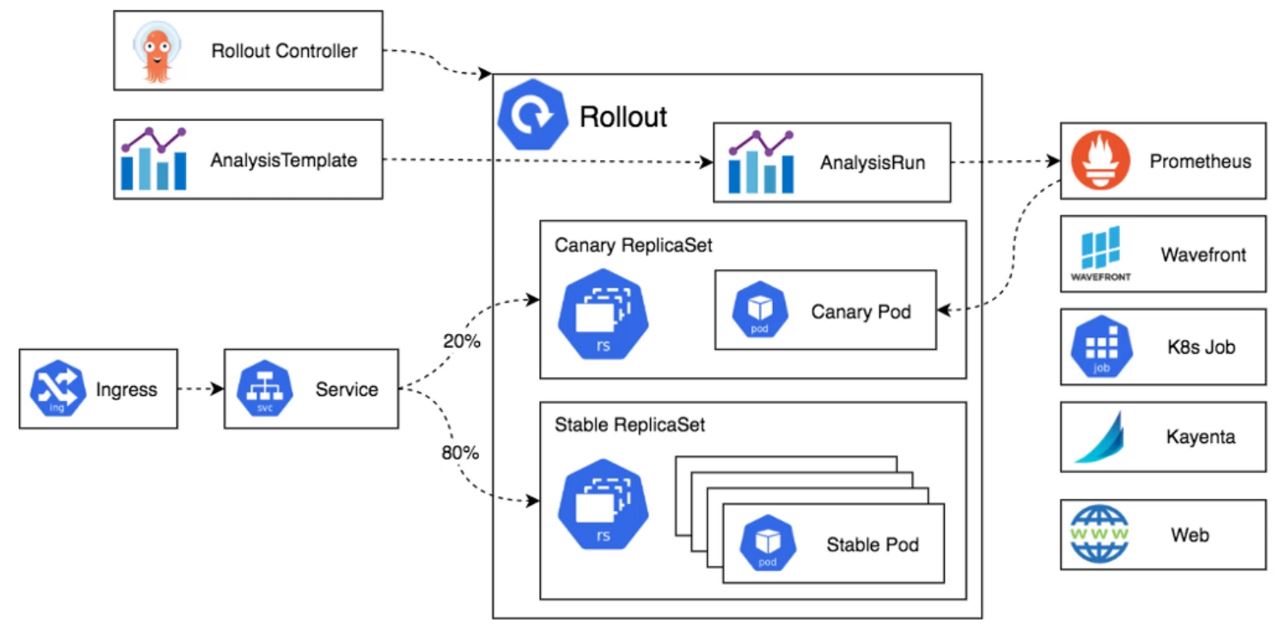 Rollout Controller
AnalysisTemplate
Rollout
AnalysisRun
Canary ReplicaSet
rs
pod
Canary Pod
20%
ing
Ingress
svc
Service
80%
Stable ReplicaSet
rs
pod
Stable Pod
Prometheus
WAVEFRONT
Wavefront
job
K8s Job
Kayenta
WWW
Web